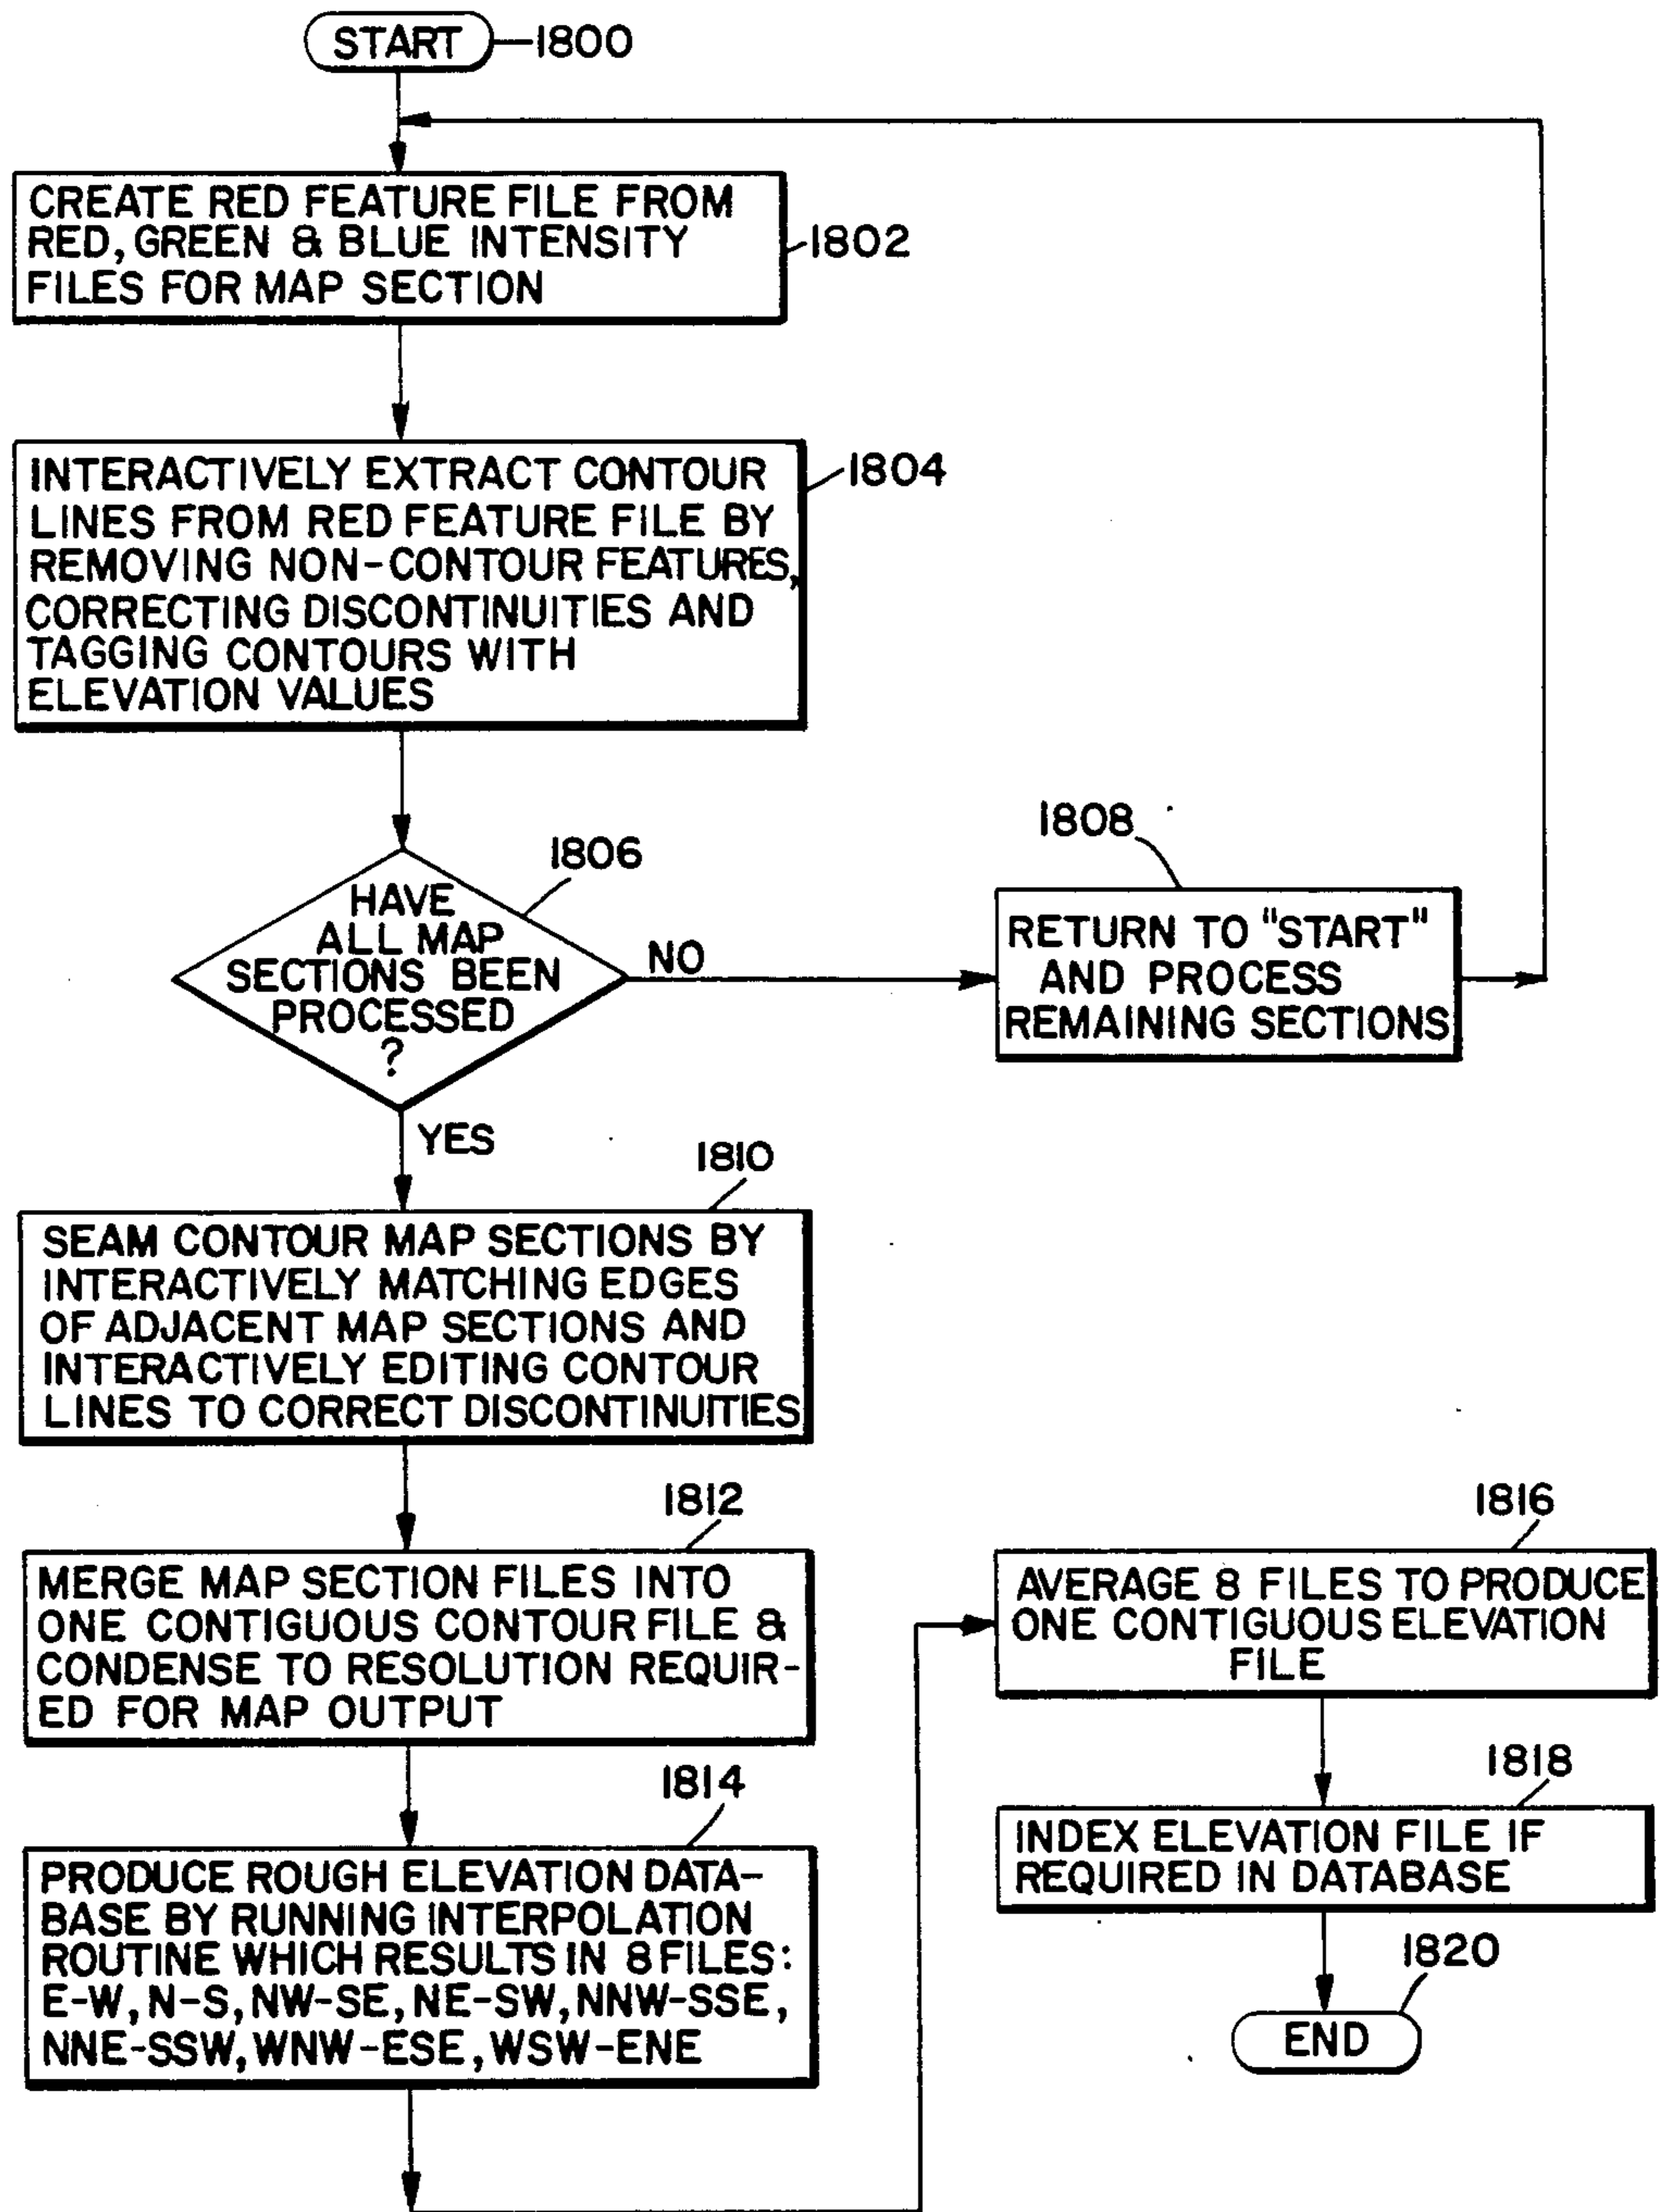 START
1800
CREATE RED FEATURE FILE FROM
RED, GREEN & BLUE INTENSITY
FILES FOR MAP SECTION
1802
INTERACTIVELY EXTRACT CONTOUR
LINES FROM RED FEATURE FILE BY
REMOVING NON-CONTOUR FEATURES,
CORRECTING DISCONTINUITIES AND
TAGGING CONTOURS WITH
ELEVATION VALUES
1804
HAVE
ALL MAP
SECTIONS BEEN
PROCESSED
?
1806
NO
1808
RETURN TO "START"
AND PROCESS
REMAINING SECTIONS
YES
1810
SEAM CONTOUR MAP SECTIONS BY
INTERACTIVELY MATCHING EDGES
OF ADJACENT MAP SECTIONS AND
INTERACTIVELY EDITING CONTOUR
LINES TO CORRECT DISCONTINUITIES
1812
MERGE MAP SECTION FILES INTO
ONE CONTIGUOUS CONTOUR FILE &
CONDENSE TO RESOLUTION REQUIR-
ED FOR MAP OUTPUT
1814
PRODUCE ROUGH ELEVATION DATA-
BASE BY RUNNING INTERPOLATION
ROUTINE WHICH RESULTS IN 8 FILES:
E-W, N-S, NW-SE, NE-SW, NNW-SSE,
NNE-SSW, WNW-ESE, WSW-ENE
1816
AVERAGE 8 FILES TO PRODUCE
ONE CONTIGUOUS ELEVATION
FILE
1818
INDEX ELEVATION FILE IF
REQUIRED IN DATABASE
1820
END